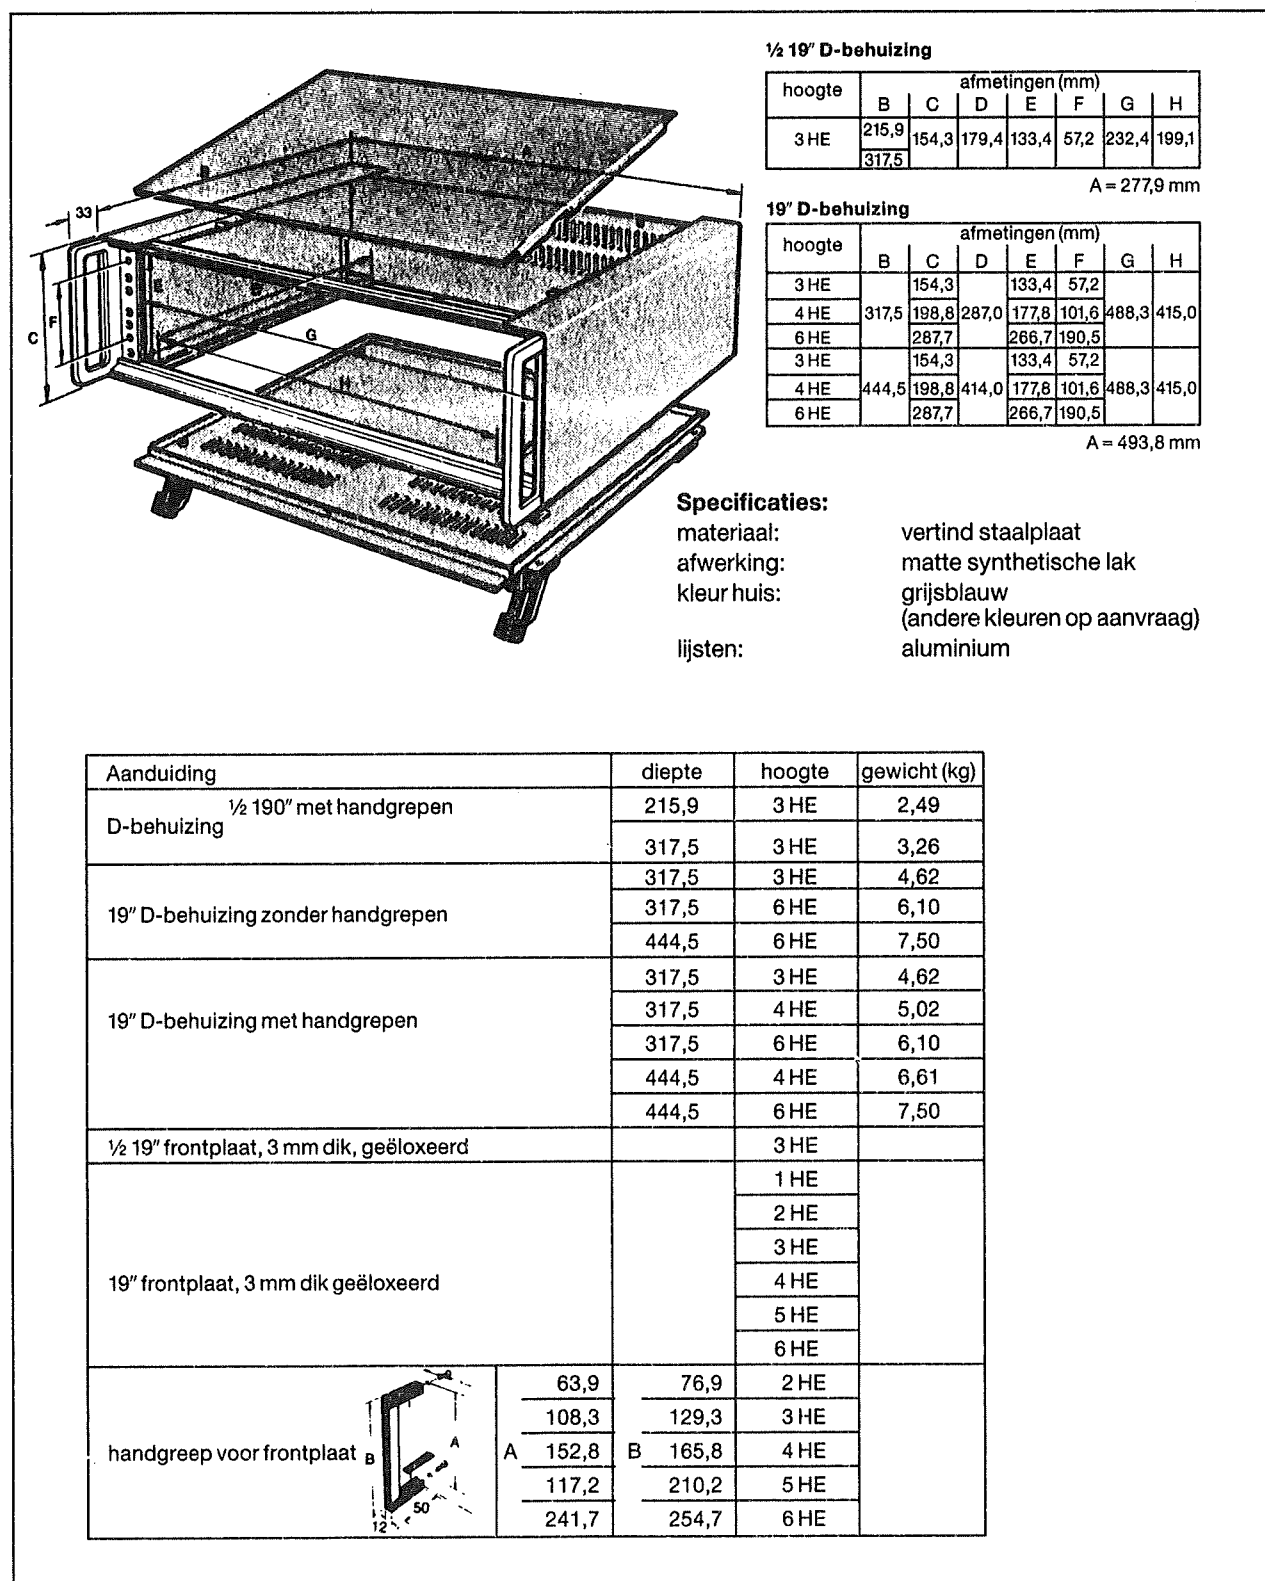 ½ 19" D-behuizing
hoogte afmetingen (mm)
B C D E F G H
3 HE 215,9 154,3 179,4 133,4 57,2 232,4 199,1
317,5
A = 277,9 mm
19" D-behuizing
hoogte afmetingen (mm)
B C D E F G H
3 HE 154,3 133,4 57,2
4 HE 317,5 198,8 287,0 177,8 101,6 488,3 415,0
6 HE 287,7 266,7 190,5
3 HE 154,3 133,4 57,2
4 HE 444,5 198,8 414,0 177,8 101,6 488,3 415,0
6 HE 287,7 266,7 190,5
A = 493,8 mm
A
B
33
E
D
F
C
G
H
Specificaties:
materiaal: vertind staalplaat
afwerking: matte synthetische lak
kleur huis: grijsblauw
(andere kleuren op aanvraag)
lijsten: aluminium
Aanduiding diepte hoogte gewicht (kg)
½ 190" met handgrepen 215,9 3 HE 2,49
D-behuizing
317,5 3 HE 3,26
317,5 3 HE 4,62
19" D-behuizing zonder handgrepen 317,5 6 HE 6,10
444,5 6 HE 7,50
317,5 3 HE 4,62
19" D-behuizing met handgrepen 317,5 4 HE 5,02
317,5 6 HE 6,10
444,5 4 HE 6,61
444,5 6 HE 7,50
½ 19" frontplaat, 3 mm dik, geëloxeerd 3 HE
1 HE
2 HE
3 HE
19" frontplaat, 3 mm dik geëloxeerd 4 HE
5 HE
6 HE
63,9 76,9 2 HE
108,3 129,3 3 HE
handgreep voor frontplaat B A A 152,8 B 165,8 4 HE
117,2 210,2 5 HE
12 50 241,7 254,7 6 HE